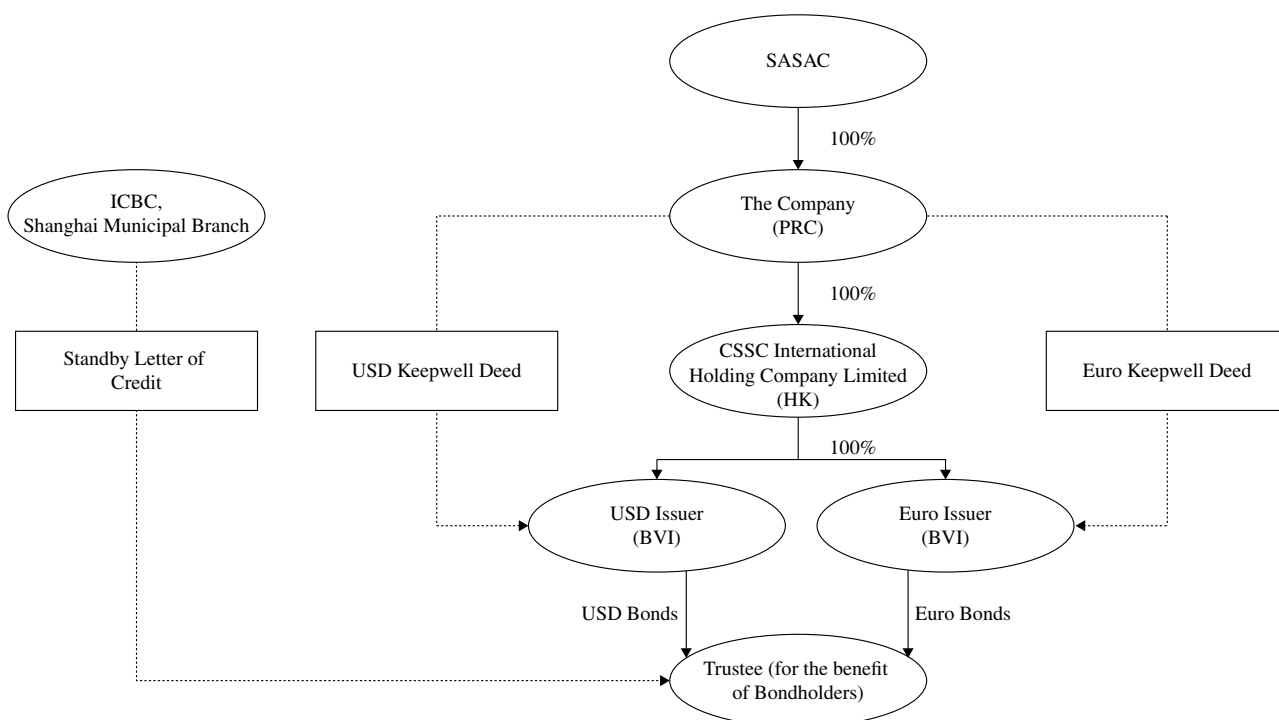 SASAC
100%
ICBC,
Shanghai Municipal Branch
The Company
(PRC)
100%
Standby Letter of
Credit
USD Keepwell Deed
CSSC International
Holding Company Limited
(HK)
Euro Keepwell Deed
100%
USD Issuer
(BVI)
Euro Issuer
(BVI)
USD Bonds
Euro Bonds
Trustee (for the benefit
of Bondholders)